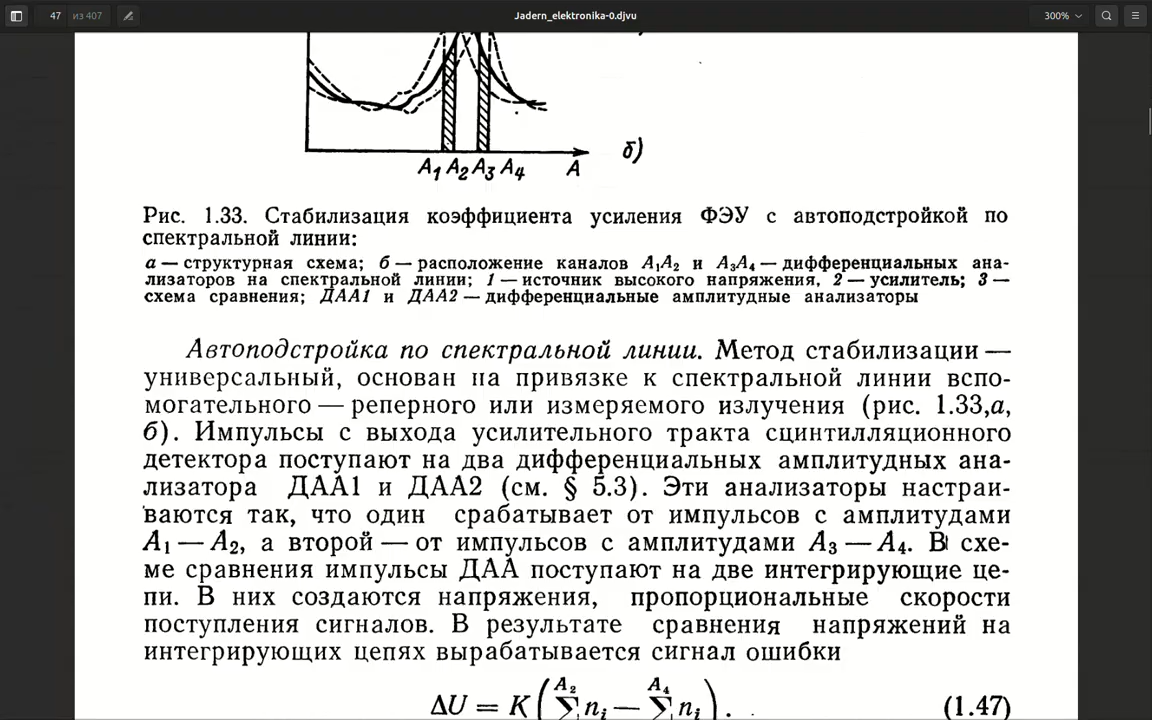 47 из 407
Jadern_elektronika-0.djvu
300%
б)
A₁ A₂ A₃ A₄ A
Рис. 1.33. Стабилизация коэффициента усиления ФЭУ с автоподстройкой по
спектральной линии:
а — структурная схема; б — расположение каналов A₁A₂ и A₃A₄ — дифференциальных ана-
лизаторов на спектральной линии; 1 — источник высокого напряжения, 2 — усилитель; 3 —
схема сравнения; ДАА1 и ДАА2 — дифференциальные амплитудные анализаторы
Автоподстройка по спектральной линии. Метод стабилизации —
универсальный, основан на привязке к спектральной линии вспо-
могательного — реперного или измеряемого излучения (рис. 1.33,а,
б). Импульсы с выхода усилительного тракта сцинтилляционного
детектора поступают на два дифференциальных амплитудных ана-
лизатора ДАА1 и ДАА2 (см. § 5.3). Эти анализаторы настраи-
ваются так, что один срабатывает от импульсов с амплитудами
A₁ — A₂, а второй — от импульсов с амплитудами A₃ — A₄. В схе-
ме сравнения импульсы ДАА поступают на две интегрирующие це-
пи. В них создаются напряжения, пропорциональные скорости
поступления сигналов. В результате сравнения напряжений на
интегрирующих цепях вырабатывается сигнал ошибки
ΔU = K(∑^{A₂} nᵢ — ∑^{A₄} nᵢ). (1.47)